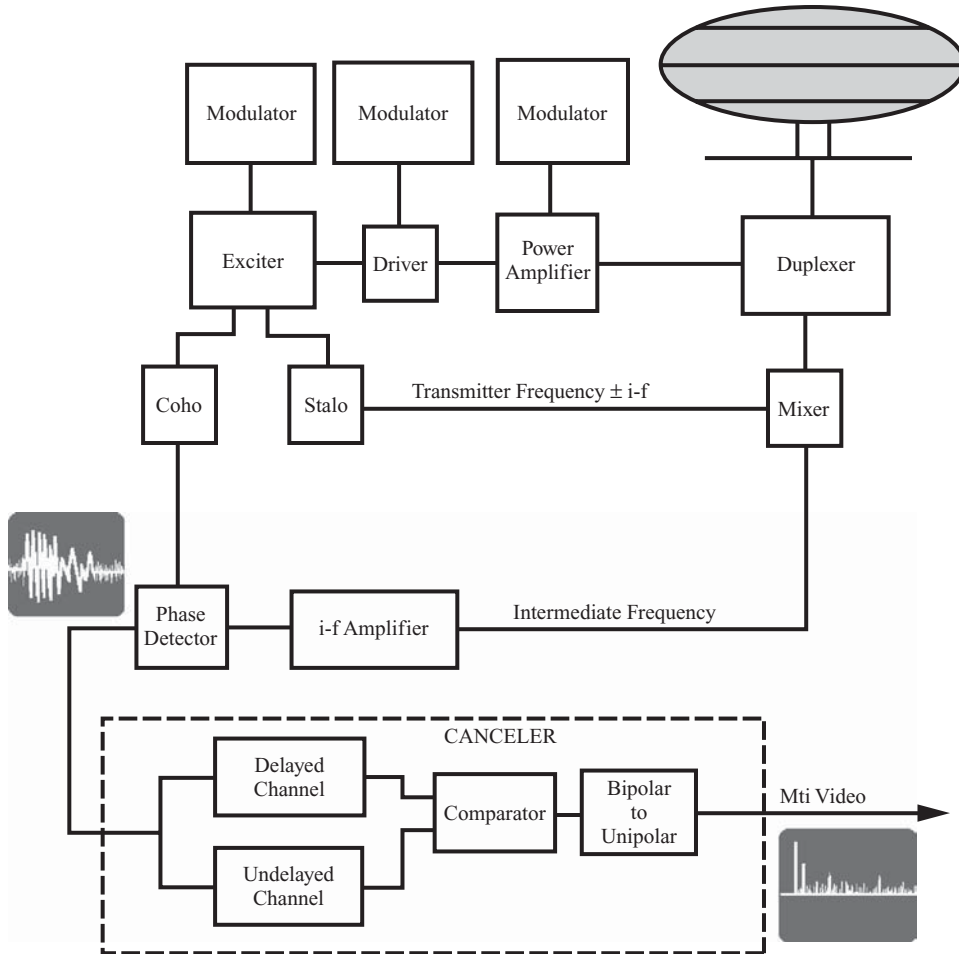 Modulator
Modulator
Modulator
Exciter
Driver
Power
Amplifier
Duplexer
Coho
Stalo
Transmitter Frequency ± i-f
Mixer
Phase
Detector
i-f Amplifier
Intermediate Frequency
CANCELER
Delayed
Channel
Comparator
Bipolar
to
Unipolar
Mti Video
Undelayed
Channel